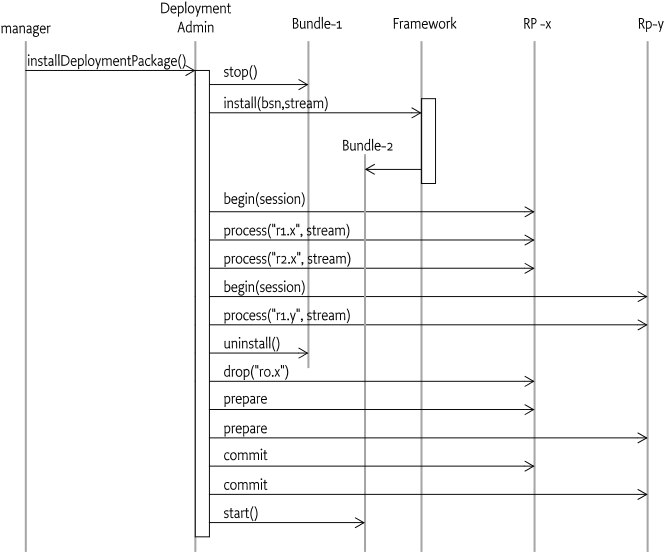 manager
Deployment
Admin
Bundle-1
Framework
RP -x
Rp-y
installDeploymentPackage()
stop()
install(bsn,stream)
Bundle-2
begin(session)
process("r1.x", stream)
process("r2.x", stream)
begin(session)
process("r1.y", stream)
uninstall()
drop("r0.x")
prepare
prepare
commit
commit
start()